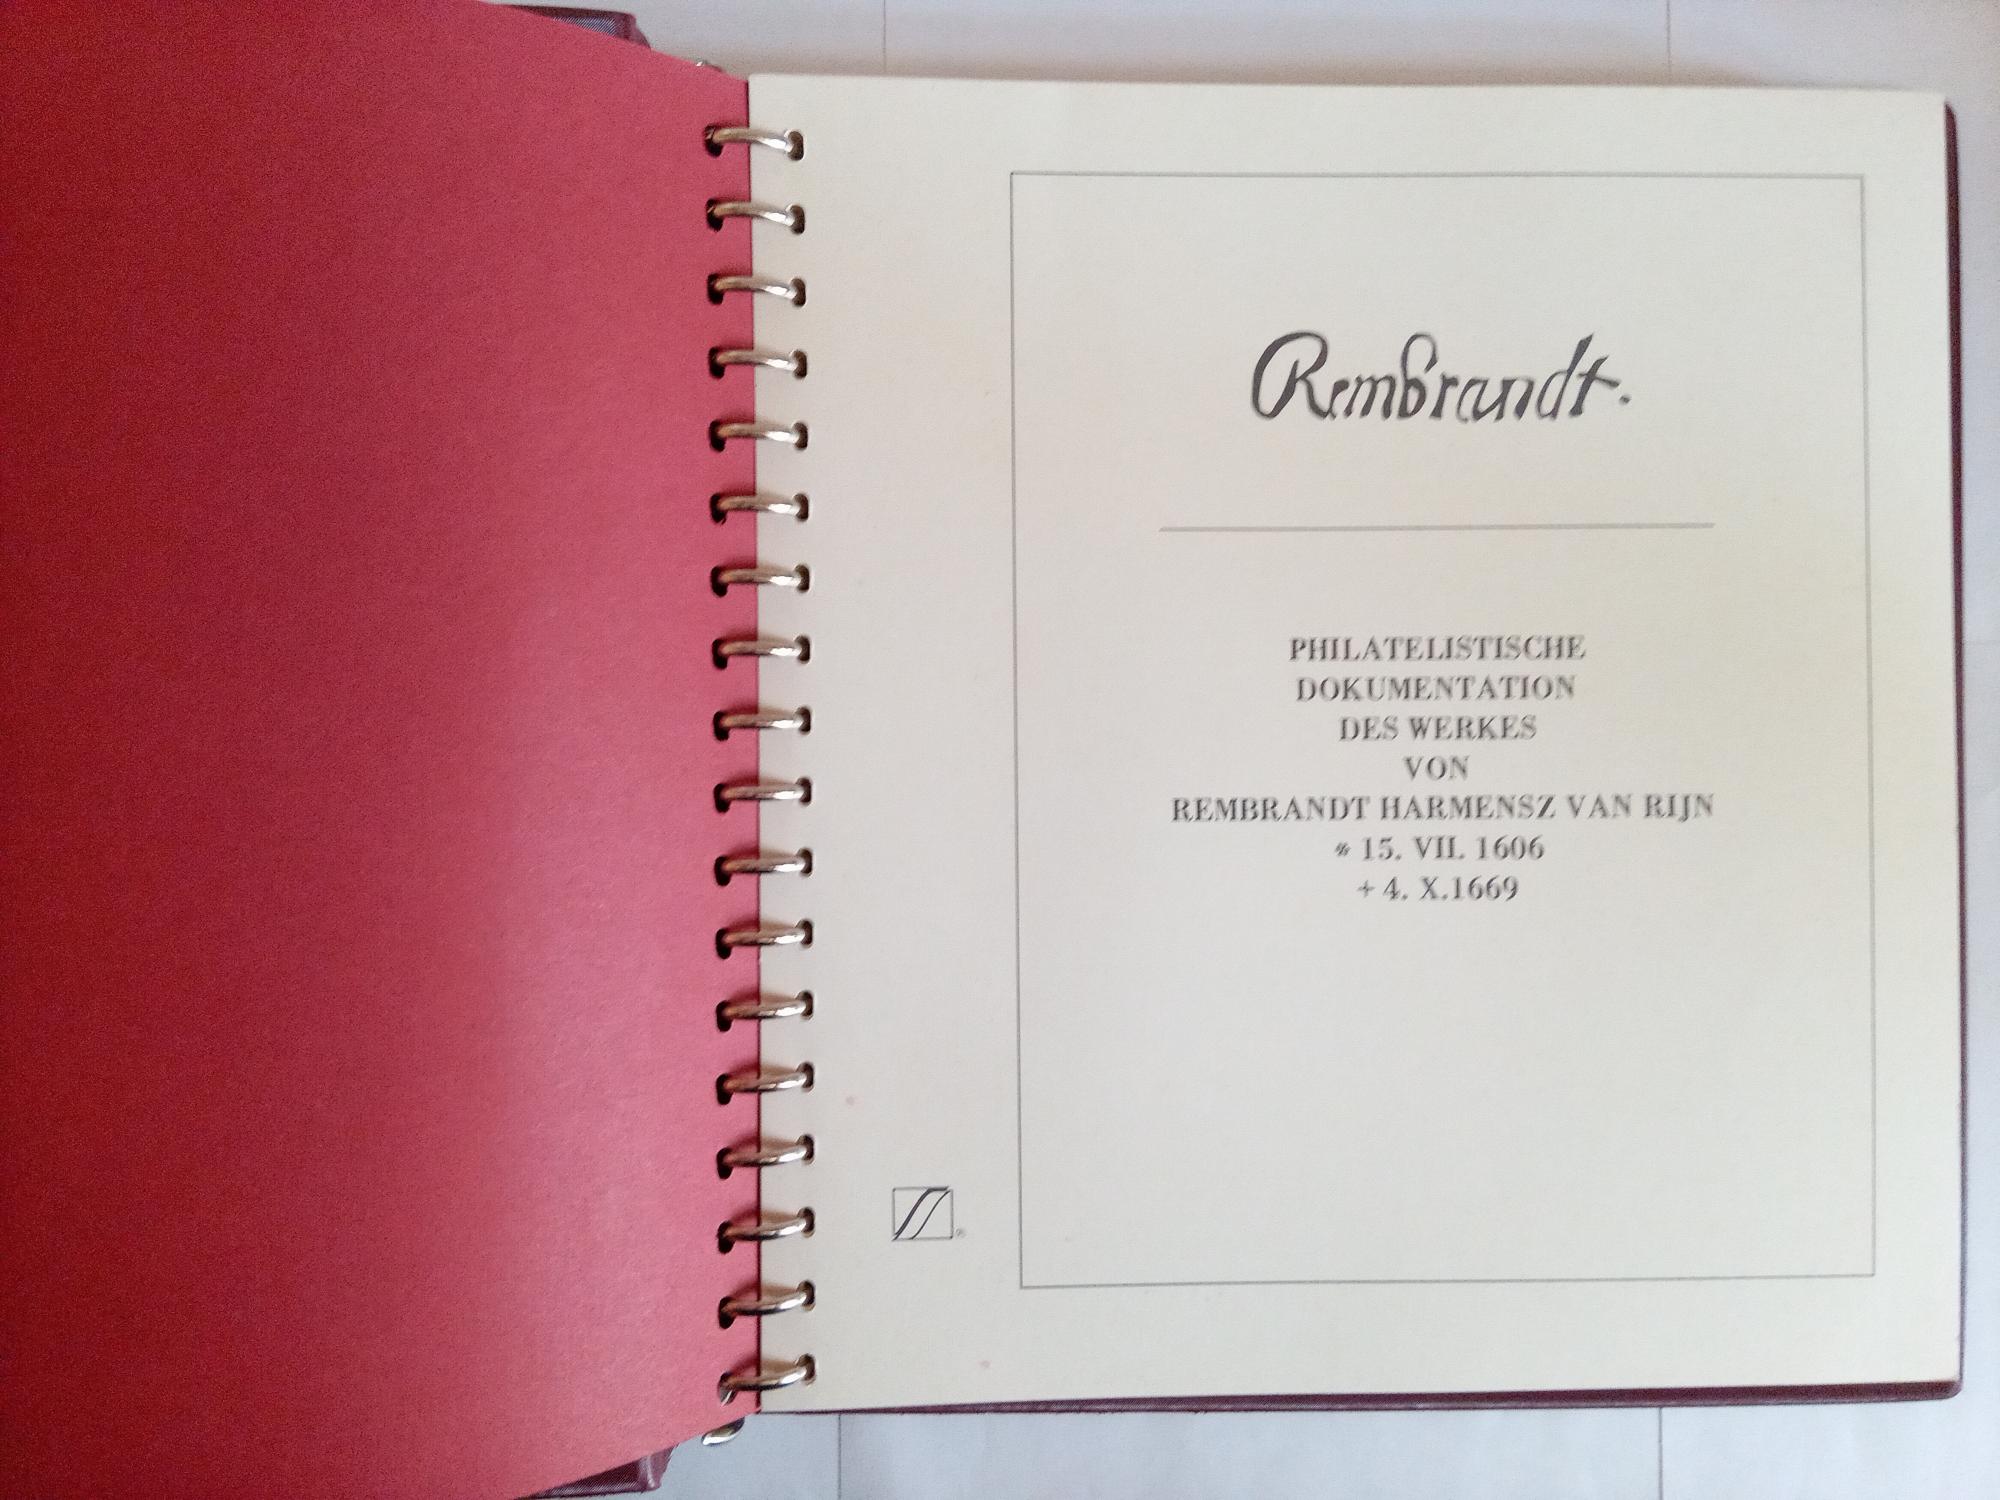 Rembrandt.
PHILATELISTISCHE
DOKUMENTATION
DES WERKES
VON
REMBRANDT HARMENSZ VAN RIJN
* 15. VII. 1606
+ 4. X.1669
®